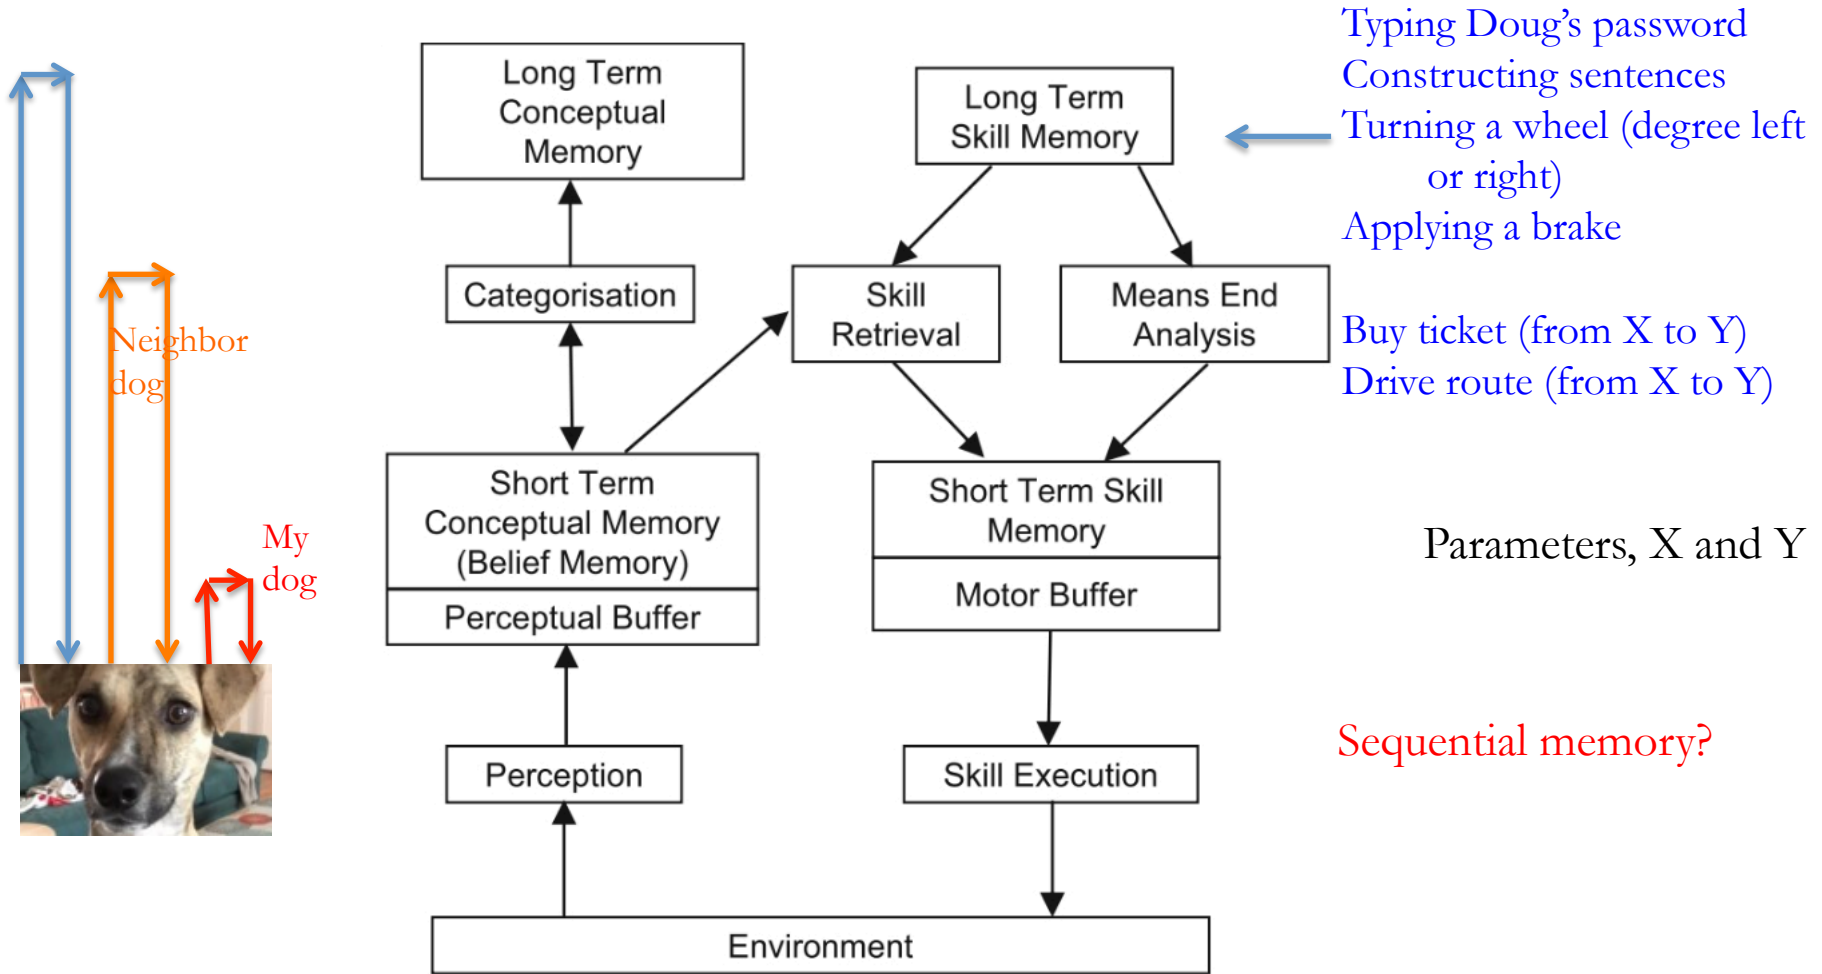 Typing Doug's password
Constructing sentences
Turning a wheel (degree left
or right)
Applying a brake
Buy ticket (from X to Y)
Drive route (from X to Y)
Parameters, X and Y
Sequential memory?
Long Term
Conceptual
Memory
Long Term
Skill Memory
Categorisation
Skill
Retrieval
Means End
Analysis
Neighbor
dog
My
dog
Short Term
Conceptual Memory
(Belief Memory)
Perceptual Buffer
Short Term Skill
Memory
Motor Buffer
Perception
Skill Execution
Environment